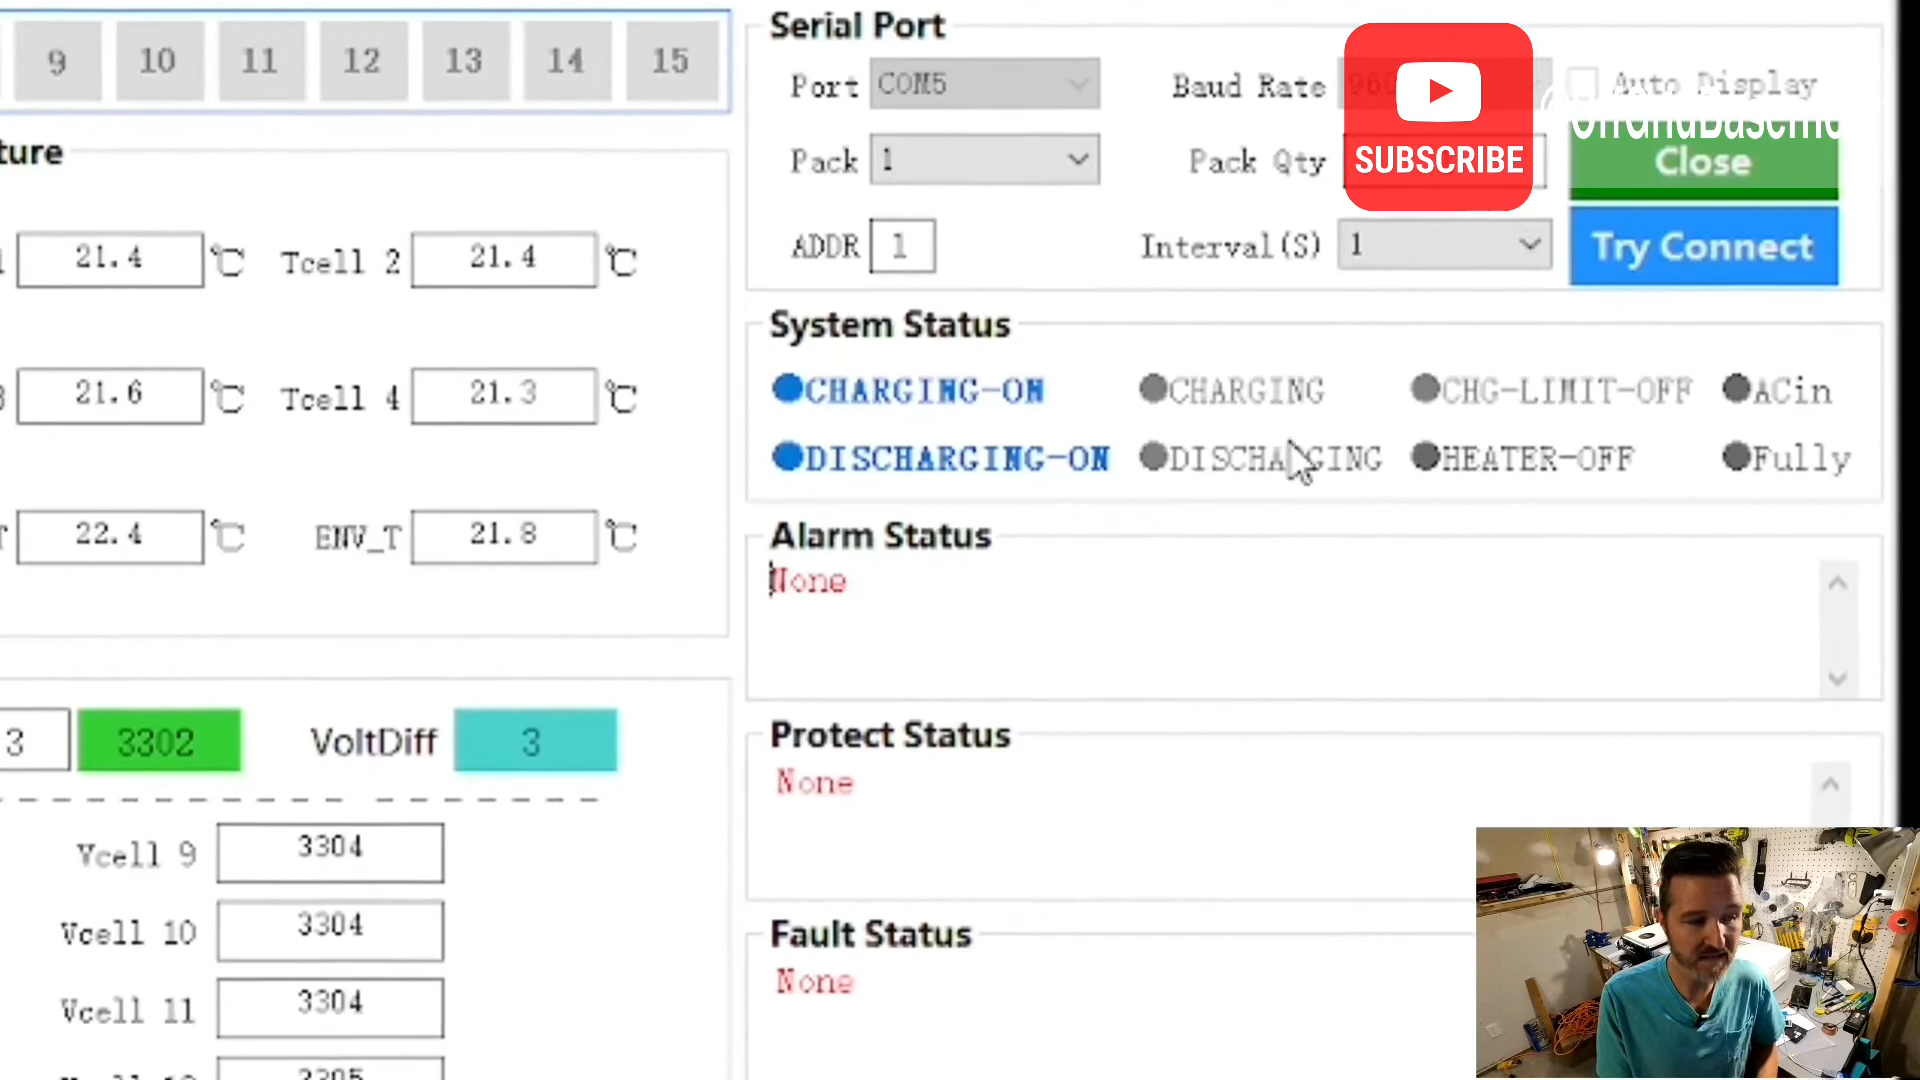 9 10 11 12 13 14 15
Serial Port
Port COM5 Baud Rate 960 Auto Display
SUBSCRIBE
Pack 1 Pack Qty Close
ADDR 1 Interval(S) 1 Try Connect
ture
21.4 ℃ Tcell 2 21.4 ℃
21.6 ℃ Tcell 4 21.3 ℃
22.4 ℃ ENV_T 21.8 ℃
System Status
CHARGING-ON CHARGING CHG-LIMIT-OFF ACin
DISCHARGING-ON DISCHARGING HEATER-OFF Fully
Alarm Status
None
Protect Status
None
Fault Status
None
3 3302 VoltDiff 3
Vcell 9 3304
Vcell 10 3304
Vcell 11 3304
3305